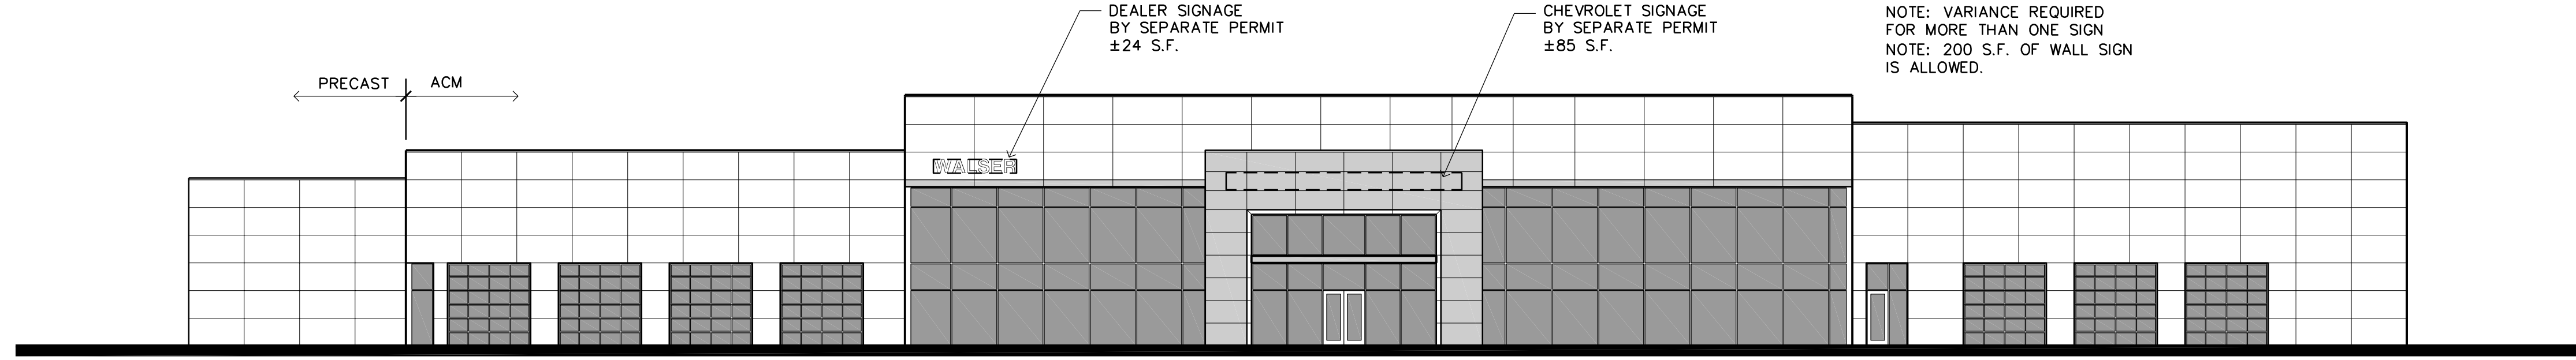 DEALER SIGNAGE
BY SEPARATE PERMIT
±24 S.F.
CHEVROLET SIGNAGE
BY SEPARATE PERMIT
±85 S.F.
NOTE: VARIANCE REQUIRED
FOR MORE THAN ONE SIGN
NOTE: 200 S.F. OF WALL SIGN
IS ALLOWED.
PRECAST
ACM
WALSER